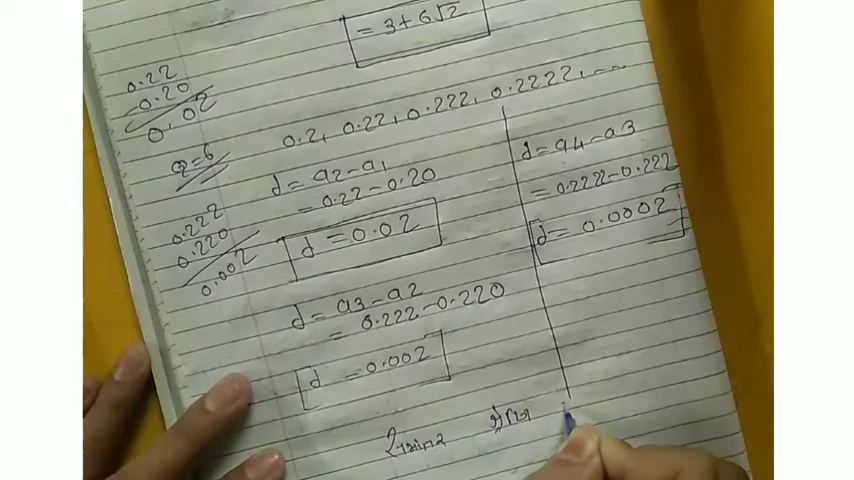 = 3 + 6√2
0.22
0.20
0.02
0.2, 0.22, 0.222, 0.2222, ...
d = a2 - a1
= 0.22 - 0.20
d = 0.02
0.222
0.220
0.002
d = a3 - a2
= 0.222 - 0.220
d = 0.002
d = a4 - a3
= 0.2222 - 0.222
d = 0.0002